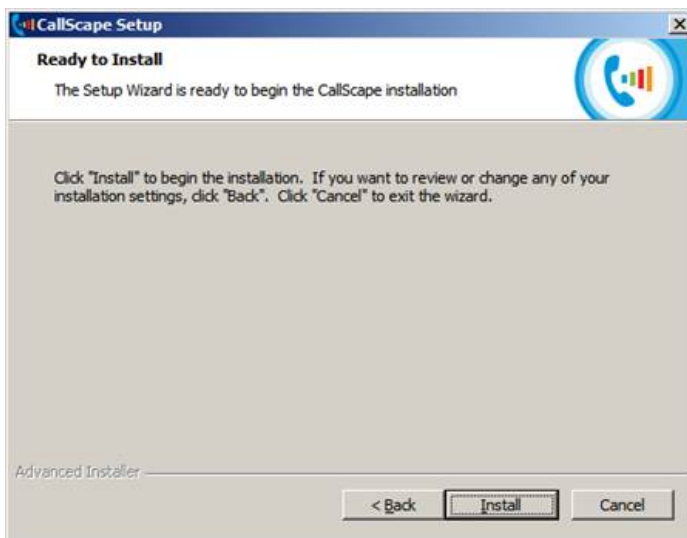 CallScape Setup
Ready to Install
The Setup Wizard is ready to begin the CallScape installation
Click "Install" to begin the installation. If you want to review or change any of your
installation settings, click "Back". Click "Cancel" to exit the wizard.
Advanced Installer
< Back Install Cancel